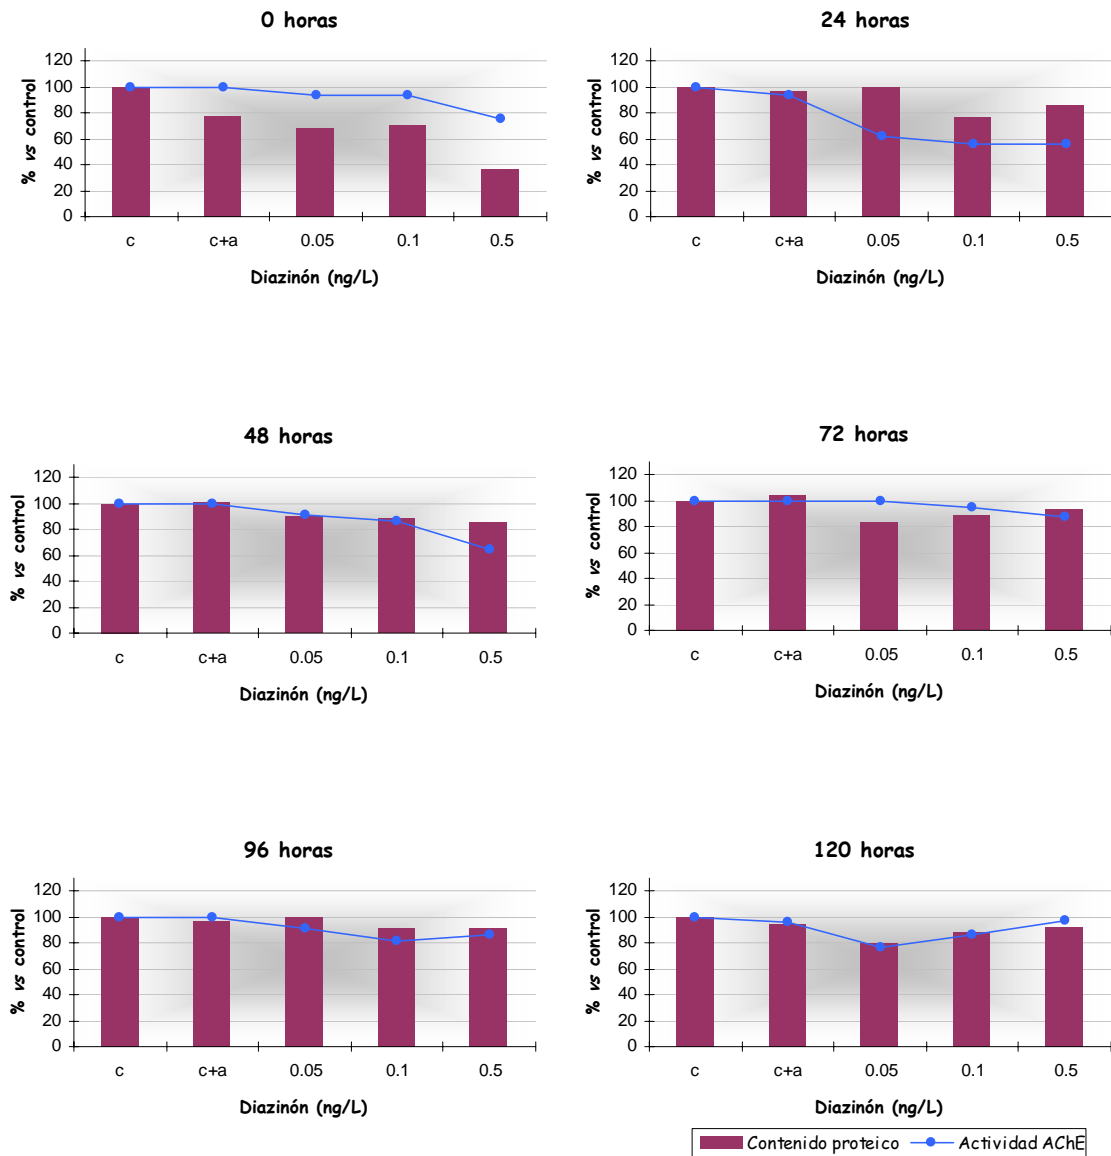 0 horas
120
100
80
60
40
20
0
% vs control
c c+a 0.05 0.1 0.5
Diazinón (ng/L)
24 horas
120
100
80
60
40
20
0
% vs control
c c+a 0.05 0.1 0.5
Diazinón (ng/L)
48 horas
120
100
80
60
40
20
0
% vs control
c c+a 0.05 0.1 0.5
Diazinón (ng/L)
72 horas
120
100
80
60
40
20
0
% vs control
c c+a 0.05 0.1 0.5
Diazinón (ng/L)
96 horas
120
100
80
60
40
20
0
% vs control
c c+a 0.05 0.1 0.5
Diazinón (ng/L)
120 horas
120
100
80
60
40
20
0
% vs control
c c+a 0.05 0.1 0.5
Diazinón (ng/L)
Contenido proteico Actividad AChE